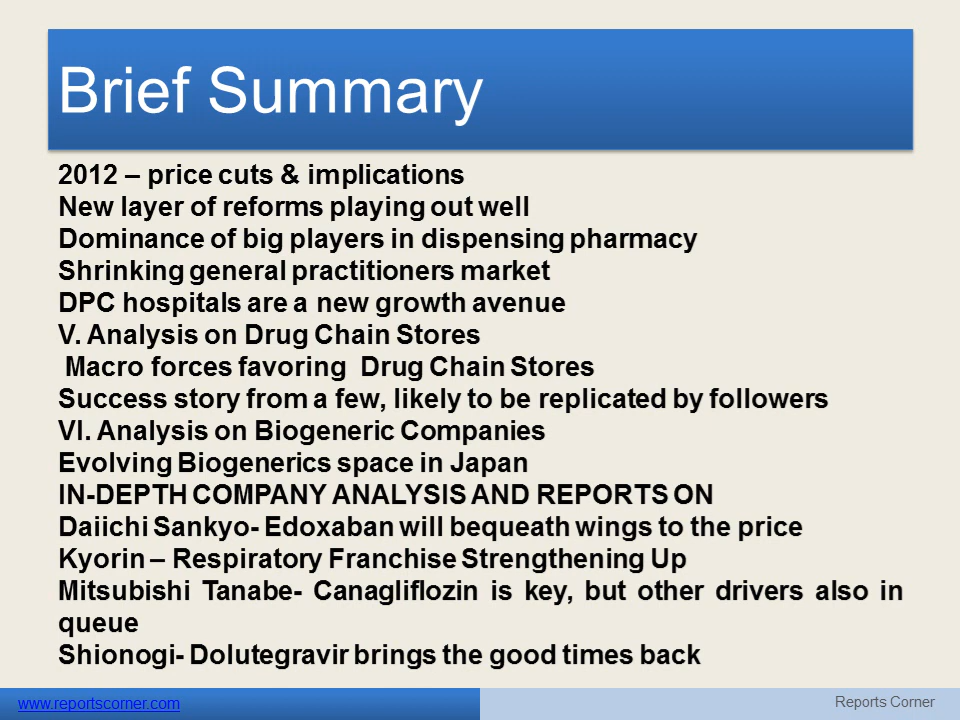 Brief Summary
2012 – price cuts & implications
New layer of reforms playing out well
Dominance of big players in dispensing pharmacy
Shrinking general practitioners market
DPC hospitals are a new growth avenue
V. Analysis on Drug Chain Stores
Macro forces favoring  Drug Chain Stores
Success story from a few, likely to be replicated by followers
VI. Analysis on Biogeneric Companies
Evolving Biogenerics space in Japan
IN-DEPTH COMPANY ANALYSIS AND REPORTS ON
Daiichi Sankyo- Edoxaban will bequeath wings to the price
Kyorin – Respiratory Franchise Strengthening Up
Mitsubishi Tanabe- Canagliflozin is key, but other drivers also in
queue
Shionogi- Dolutegravir brings the good times back
www.reportscorner.com
Reports Corner